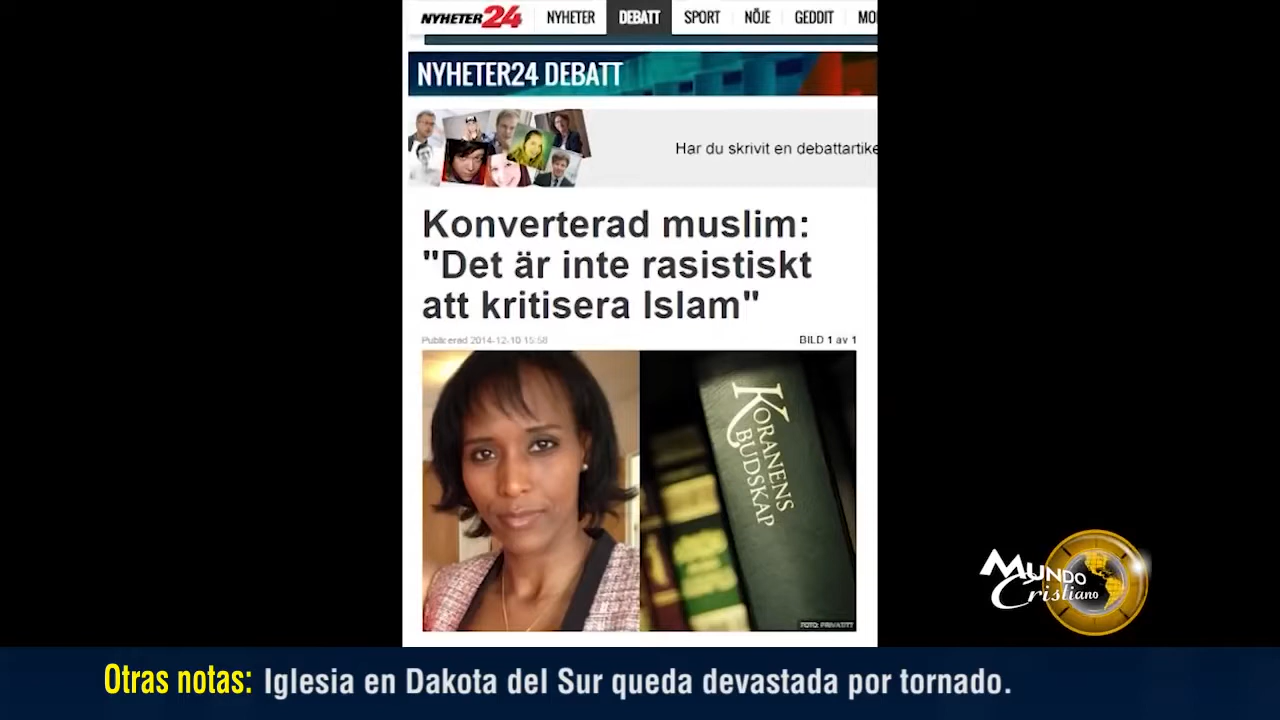 NYHETER24 NYHETER DEBATT SPORT NÖJE GEDDIT
NYHETER24 DEBATT
Har du skrivit en
Konverterad muslim:
"Det är inte rasistiskt
att kritisera Islam"
Publicerad 2014-12-10 15:58
BILD 1 av 1
KORANENS
BUDSKAP
FOTO: PRIVAT/TT
MUNDO
Cristiano
Otras notas: Iglesia en Dakota del Sur queda devastada por tornado.